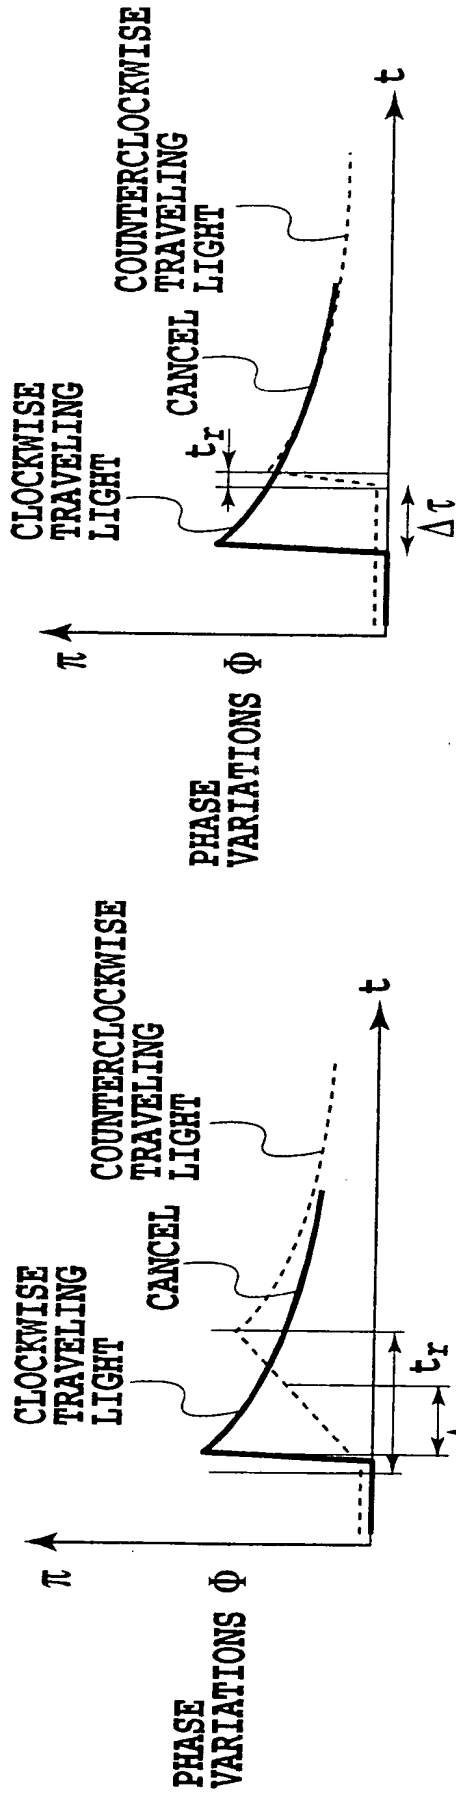 PHASE
VARIATIONS Φ
π
CLOCKWISE
TRAVELING
LIGHT
CANCEL
COUNTERCLOCKWISE
TRAVELING
LIGHT
t
tr
PHASE
VARIATIONS Φ
π
CLOCKWISE
TRAVELING
LIGHT
tr
CANCEL
COUNTERCLOCKWISE
TRAVELING
LIGHT
t
Δτ